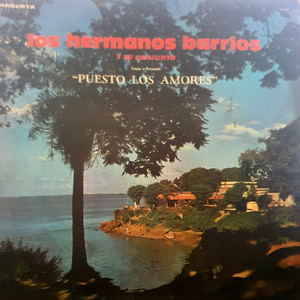 los hermanos barrios
y su conjunto
"PUESTO LOS AMORES"